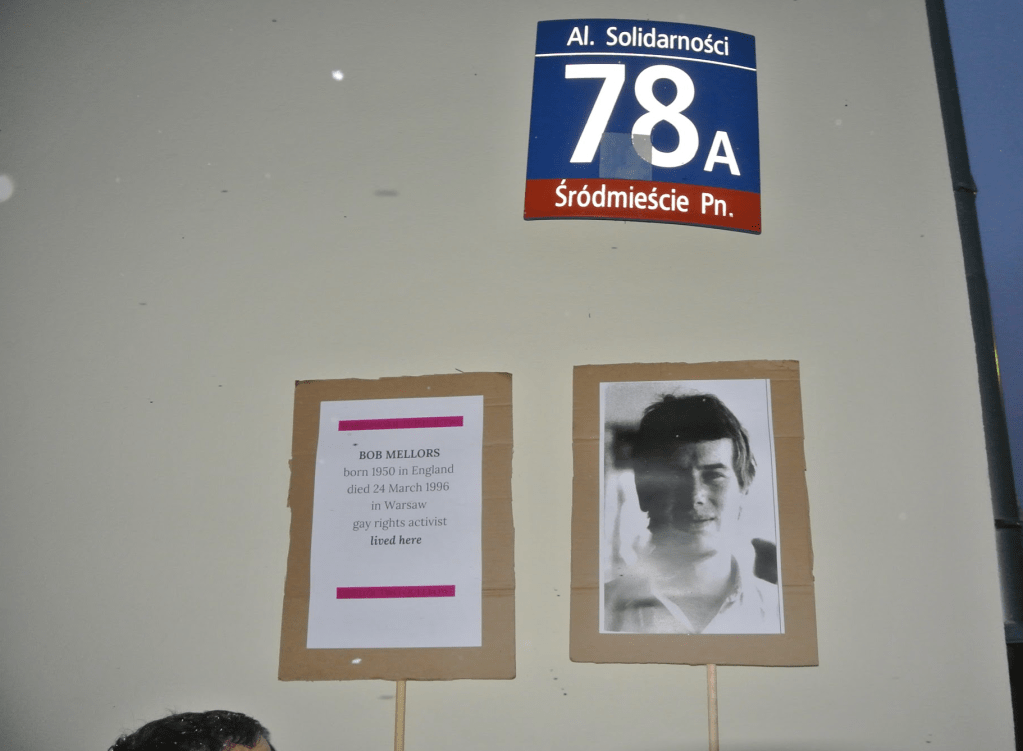 Al. Solidarności
78A
Śródmieście Pn.
BOB MELLORS
born 1950 in England
died 24 March 1996
in Warsaw
gay rights activist
lived here